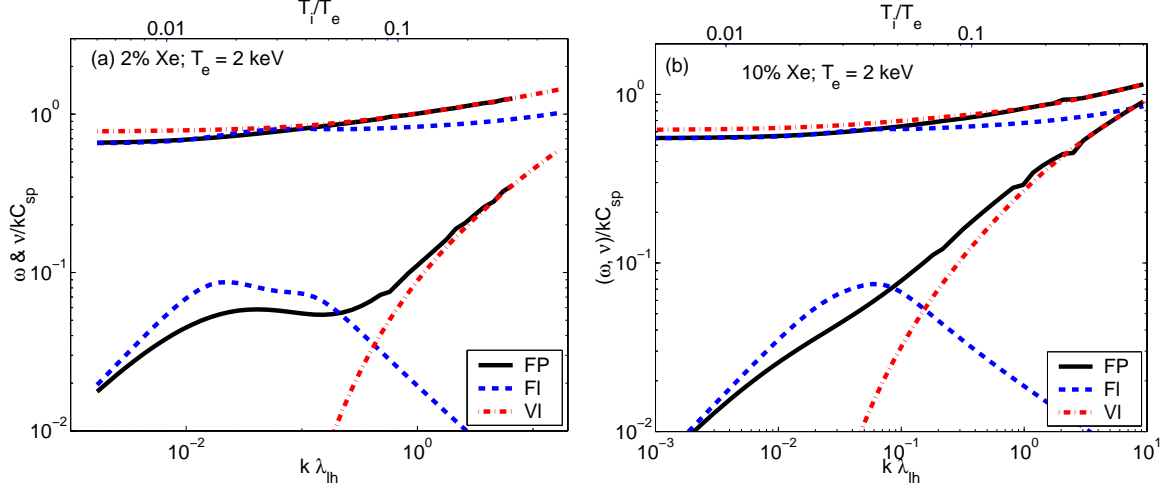 T_i/T_e
0.01 0.1
(a) 2% Xe; T_e = 2 keV
10^0
10^-1
10^-2
ω & ν/kC_sp
FP
FI
VI
10^-2 10^0
k λ_lh
T_i/T_e
0.01 0.1
(b)
10% Xe; T_e = 2 keV
10^0
10^-1
10^-2
(ω, ν)/kC_sp
FP
FI
VI
10^-3 10^-2 10^-1 10^0 10^1
k λ_lh